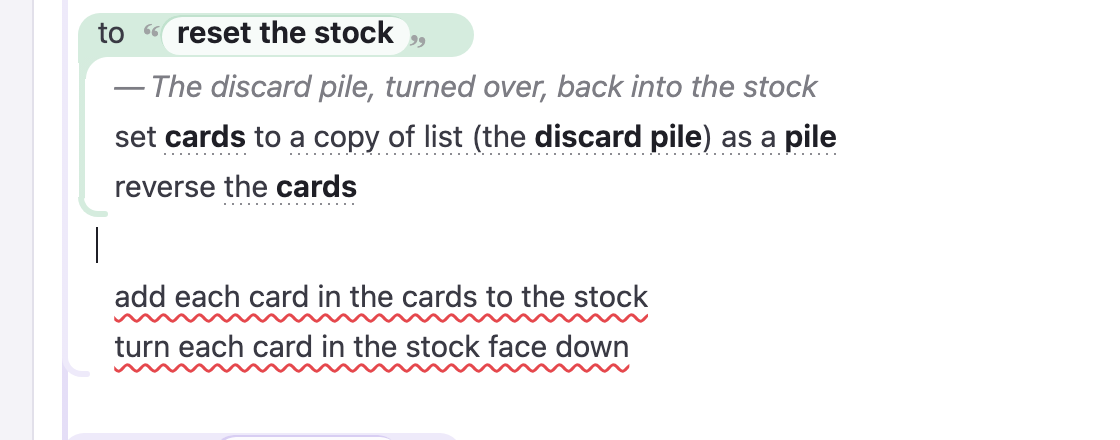 to “reset the stock”
— The discard pile, turned over, back into the stock
set cards to a copy of list (the discard pile) as a pile
reverse the cards
add each card in the cards to the stock
turn each card in the stock face down